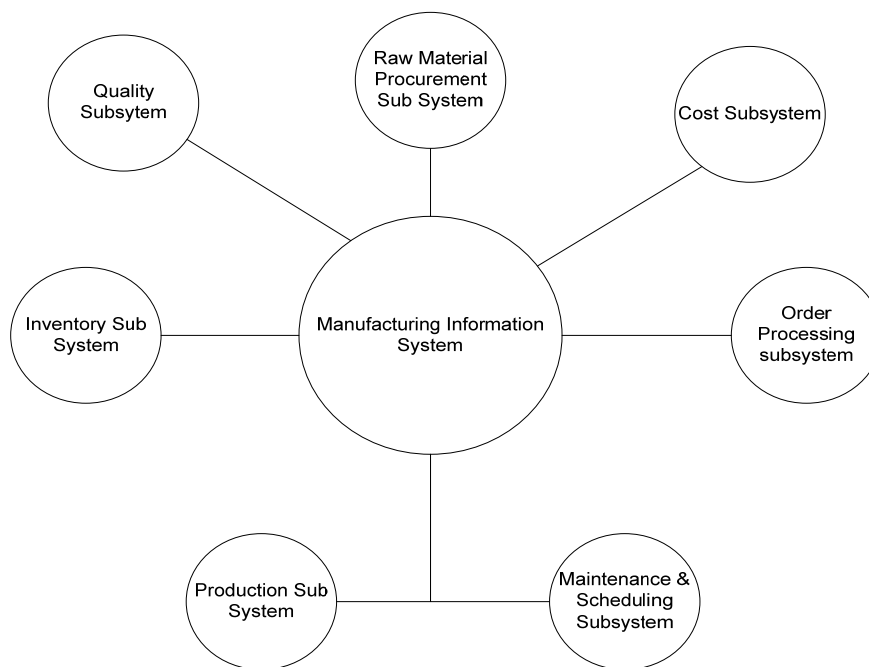 Quality
Subsytem
Raw Material
Procurement
Sub System
Cost Subsystem
Inventory Sub
System
Manufacturing Information
System
Order
Processing
subsystem
Production Sub
System
Maintenance &
Scheduling
Subsystem